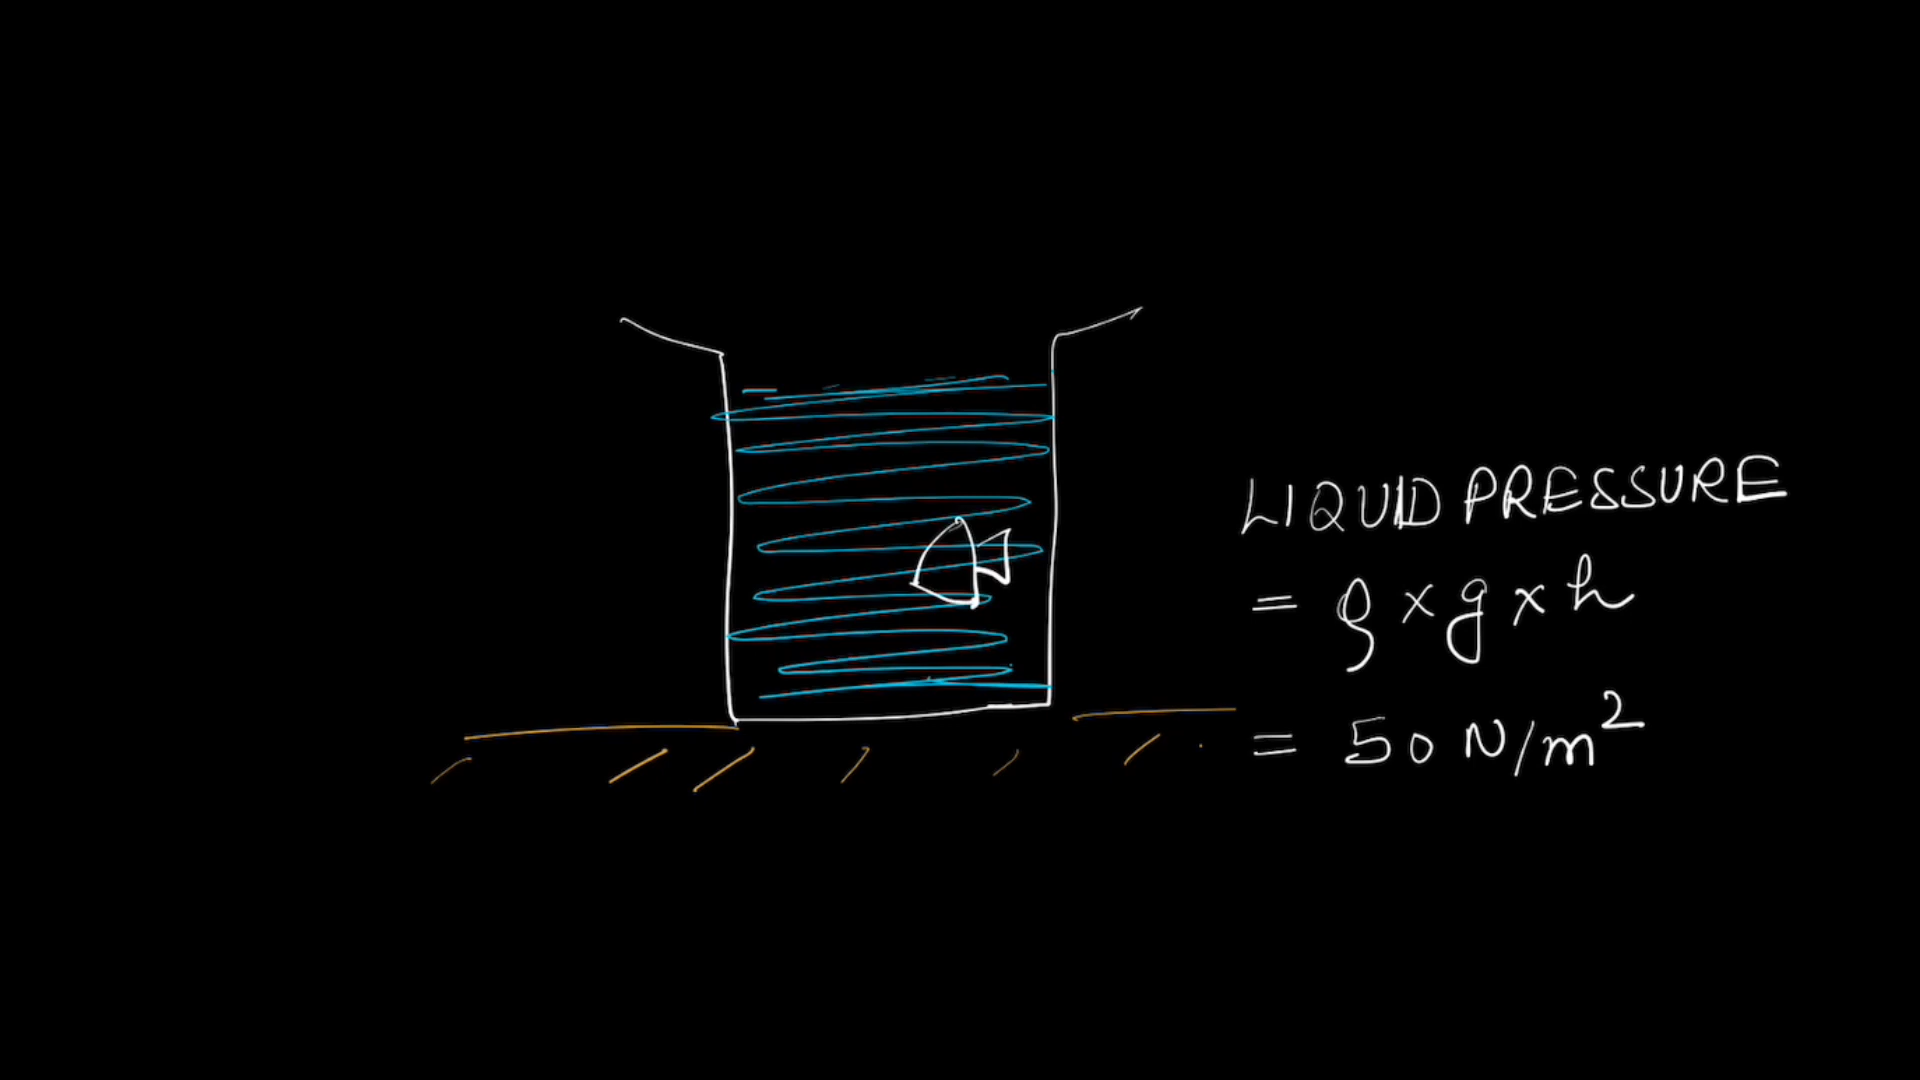 LIQUID PRESSURE
= ρ × g × h
= 50 N/m²